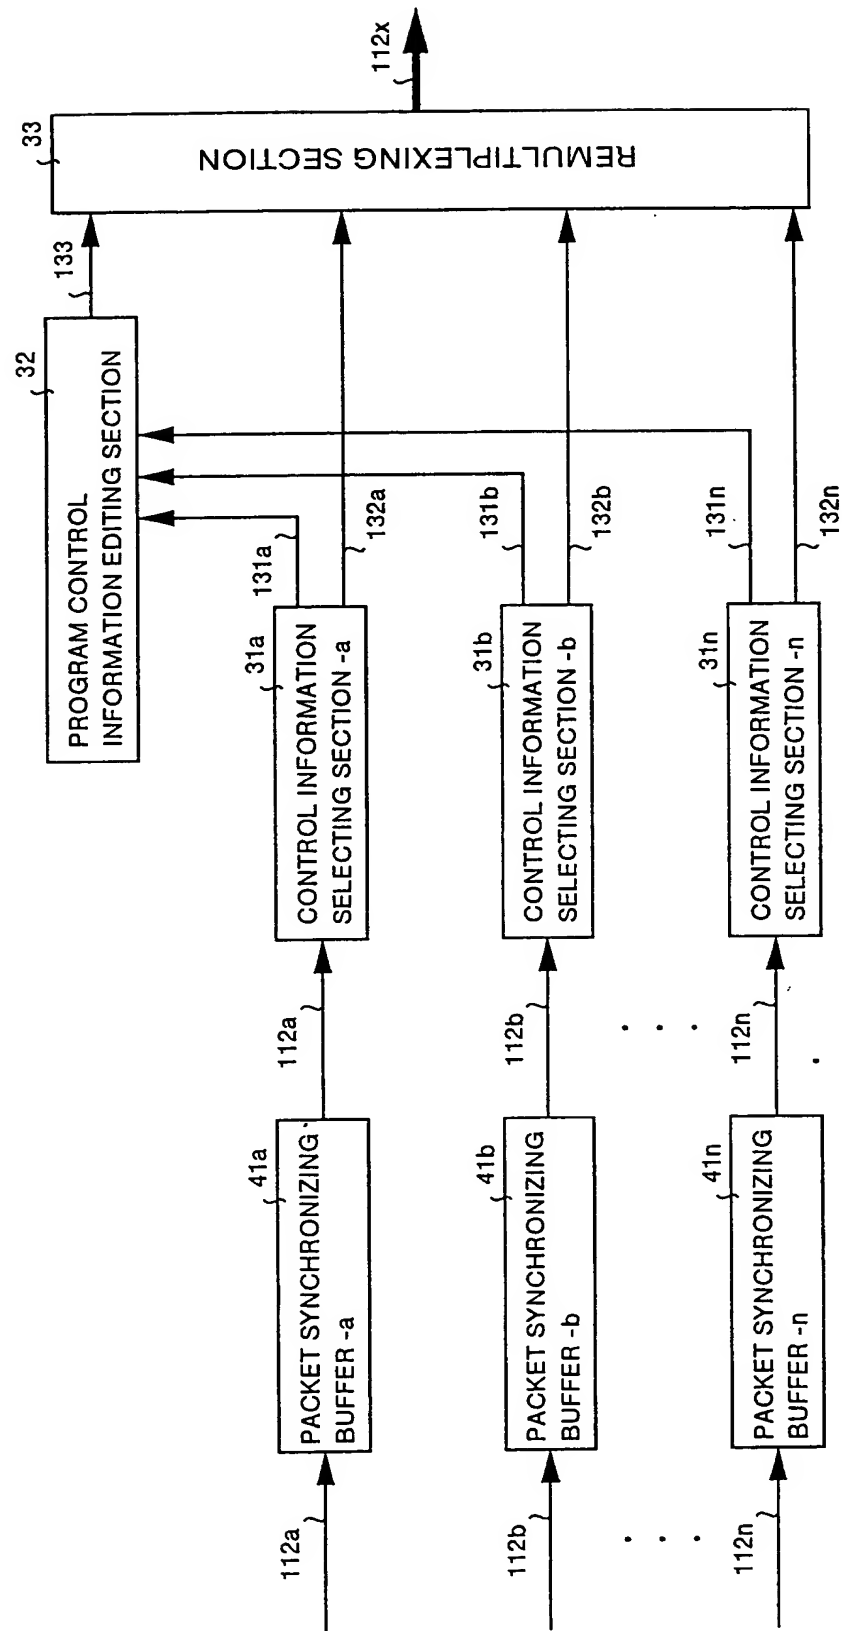 112a
41a
PACKET SYNCHRONIZING
BUFFER -a
112a
31a
CONTROL INFORMATION
SELECTING SECTION -a
131a
132a
32
PROGRAM CONTROL
INFORMATION EDITING SECTION
133
33
REMULTIPLEXING SECTION
112x
112b
41b
PACKET SYNCHRONIZING
BUFFER -b
112b
31b
CONTROL INFORMATION
SELECTING SECTION -b
131b
132b
. . .
. . .
112n
41n
PACKET SYNCHRONIZING
BUFFER -n
112n
31n
CONTROL INFORMATION
SELECTING SECTION -n
131n
132n